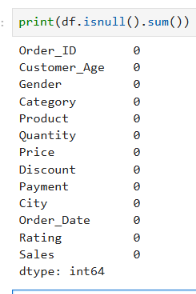 print(df.isnull().sum())
Order_ID 0
Customer_Age 0
Gender 0
Category 0
Product 0
Quantity 0
Price 0
Discount 0
Payment 0
City 0
Order_Date 0
Rating 0
Sales 0
dtype: int64